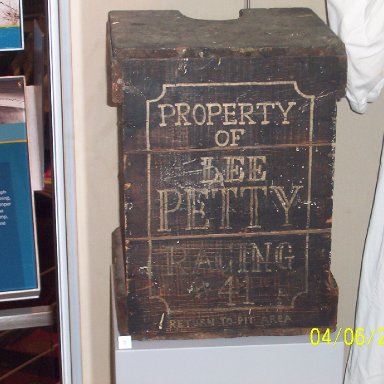 PROPERTY
OF
LEE
PETTY
RACING
41
RETURN TO PIT AREA
04/06/2